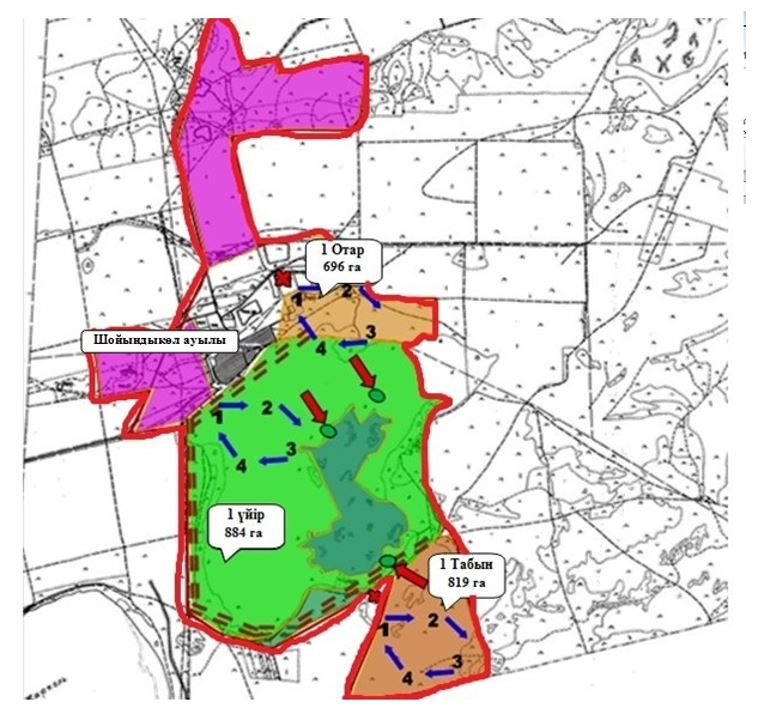 1 Отар
696 га
1 2
3
4
Шойындыкөл ауылы
1 2
3
4
1 үйір
884 га
1 Табын
819 га
1 2
3
4